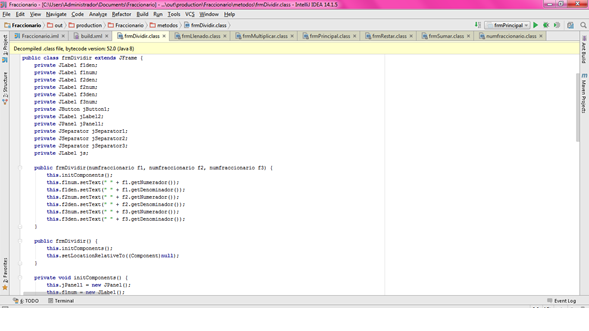 Fraccionario - [C:\Users\Administrador\Documents\Fraccionario] - ...\out\production\Fraccionario\metodos\frmDividir.class - IntelliJ IDEA 14.1.5
File Edit View Navigate Code Analyze Refactor Build Run Tools VCS Window Help
Fraccionario out production Fraccionario metodos frmDividir.class frmPrincipal
Fraccionario.iml build.xml frmDividir.class frmLlenado.class frmMultiplicar.class frmPrincipal.class frmRestar.class frmSumar.class numfraccionario.class
Decompiled .class file, bytecode version: 52.0 (Java 8)
public class frmDividir extends JFrame {
private JLabel f1den;
private JLabel f1num;
private JLabel f2den;
private JLabel f2num;
private JLabel f3den;
private JLabel f3num;
private JButton jButton1;
private JLabel jLabel2;
private JPanel jPanel1;
private JSeparator jSeparator1;
private JSeparator jSeparator2;
private JSeparator jSeparator3;
private JLabel js;
public frmDividir(numfraccionario f1, numfraccionario f2, numfraccionario f3) {
this.initComponents();
this.f1num.setText(" " + f1.getNumerador());
this.f1den.setText(" " + f1.getDenominador());
this.f2num.setText(" " + f2.getNumerador());
this.f2den.setText(" " + f2.getDenominador());
this.f3num.setText(" " + f3.getNumerador());
this.f3den.setText(" " + f3.getDenominador());
}
public frmDividir() {
this.initComponents();
this.setLocationRelativeTo((Component)null);
}
private void initComponents() {
this.jPanel1 = new JPanel();
this.f1num = new JLabel();
6: TODO Terminal Event Log
1: Project
Structure
2: Favorites
Ant Build
Maven Projects